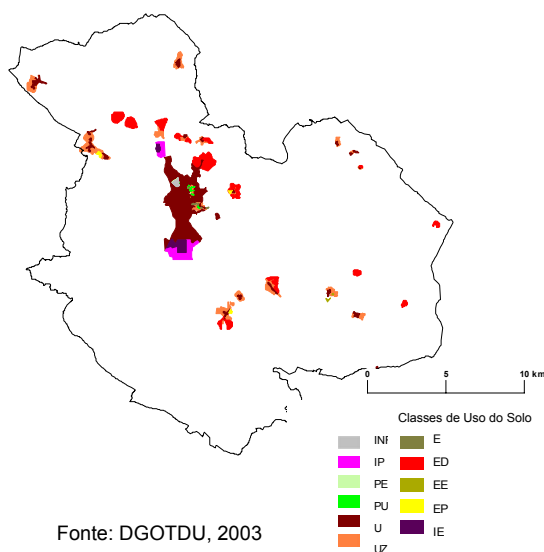 0 5 10 km
Classes de Uso do Solo
INF E
IP ED
PE EE
PU EP
U IE
UZ
Fonte: DGOTDU, 2003